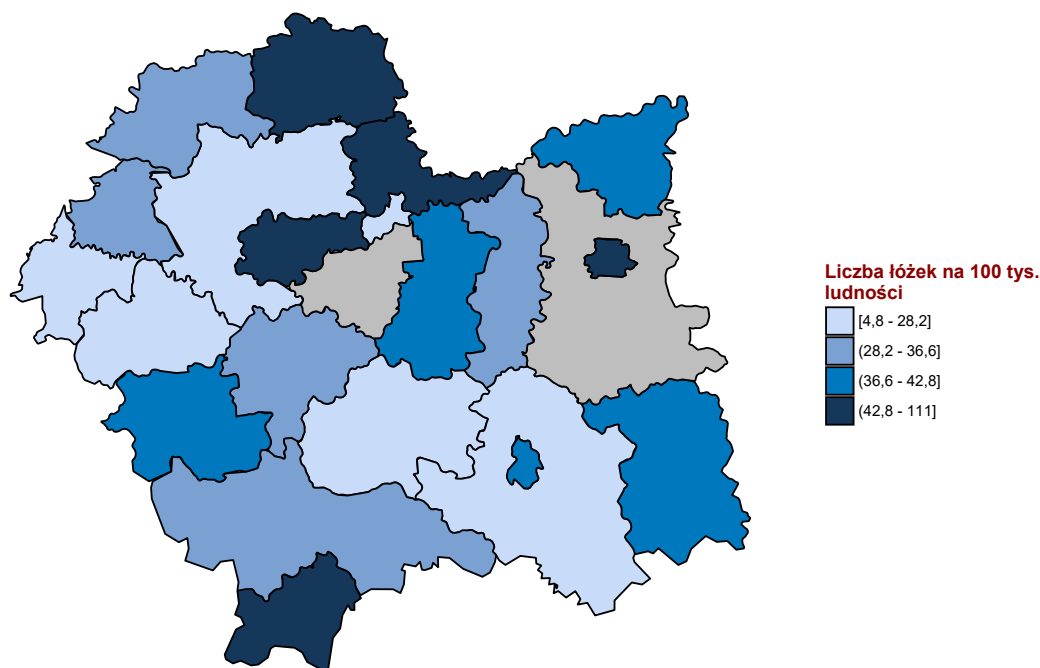 Liczba łóżek na 100 tys.
ludności
[4,8 - 28,2]
(28,2 - 36,6]
(36,6 - 42,8]
(42,8 - 111]